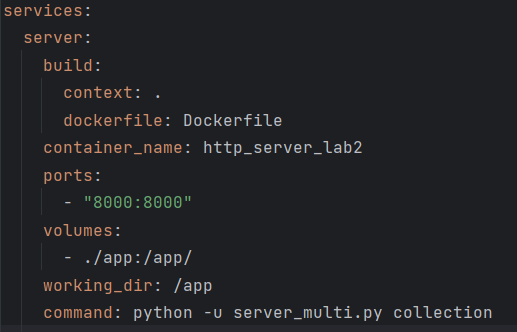 services:
  server:
    build:
      context: .
      dockerfile: Dockerfile
    container_name: http_server_lab2
    ports:
      - "8000:8000"
    volumes:
      - ./app:/app/
    working_dir: /app
    command: python -u server_multi.py collection